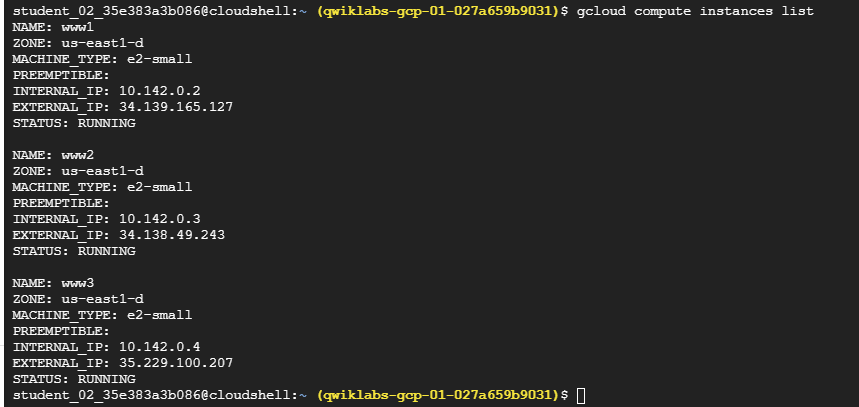 student_02_35e383a3b086@cloudshell:~ (qwiklabs-gcp-01-027a659b9031)$ gcloud compute instances list
NAME: www1
ZONE: us-east1-d
MACHINE_TYPE: e2-small
PREEMPTIBLE:
INTERNAL_IP: 10.142.0.2
EXTERNAL_IP: 34.139.165.127
STATUS: RUNNING

NAME: www2
ZONE: us-east1-d
MACHINE_TYPE: e2-small
PREEMPTIBLE:
INTERNAL_IP: 10.142.0.3
EXTERNAL_IP: 34.138.49.243
STATUS: RUNNING

NAME: www3
ZONE: us-east1-d
MACHINE_TYPE: e2-small
PREEMPTIBLE:
INTERNAL_IP: 10.142.0.4
EXTERNAL_IP: 35.229.100.207
STATUS: RUNNING
student_02_35e383a3b086@cloudshell:~ (qwiklabs-gcp-01-027a659b9031)$